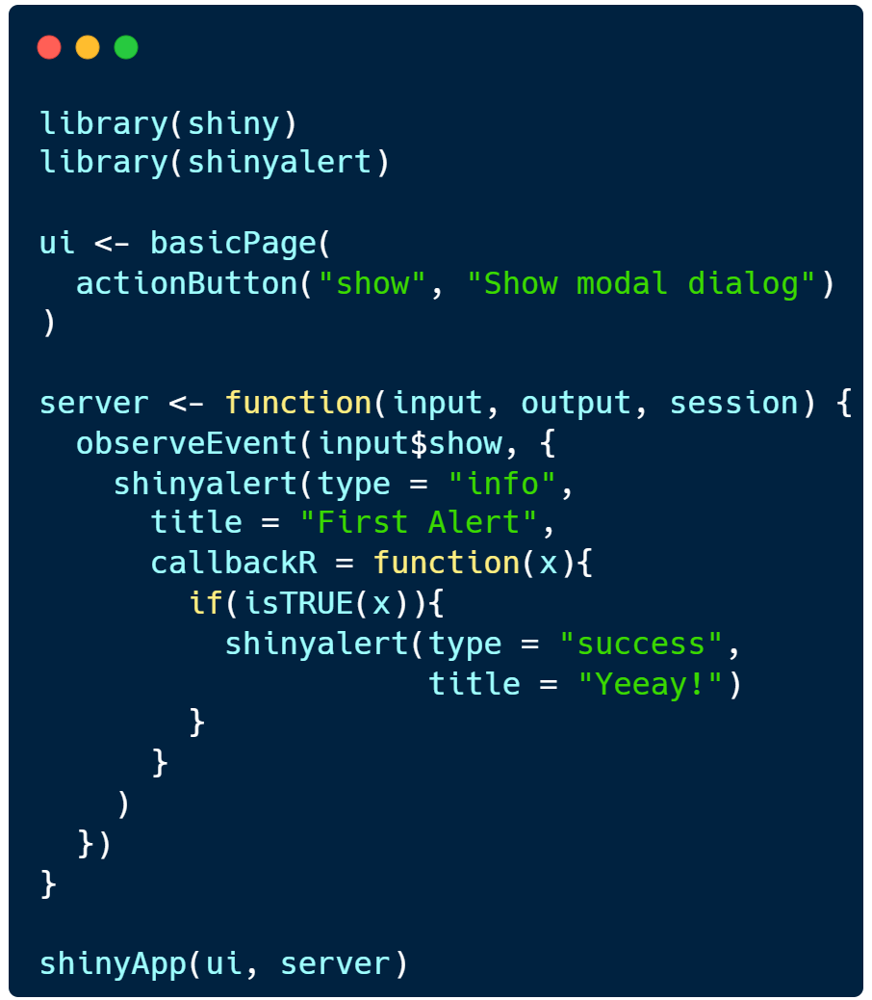 library(shiny)
library(shinyalert)

ui <- basicPage(
  actionButton("show", "Show modal dialog")
)

server <- function(input, output, session) {
  observeEvent(input$show, {
    shinyalert(type = "info",
      title = "First Alert",
      callbackR = function(x){
        if(isTRUE(x)){
          shinyalert(type = "success",
                     title = "Yeeay!")
        }
      }
    )
  })
}

shinyApp(ui, server)